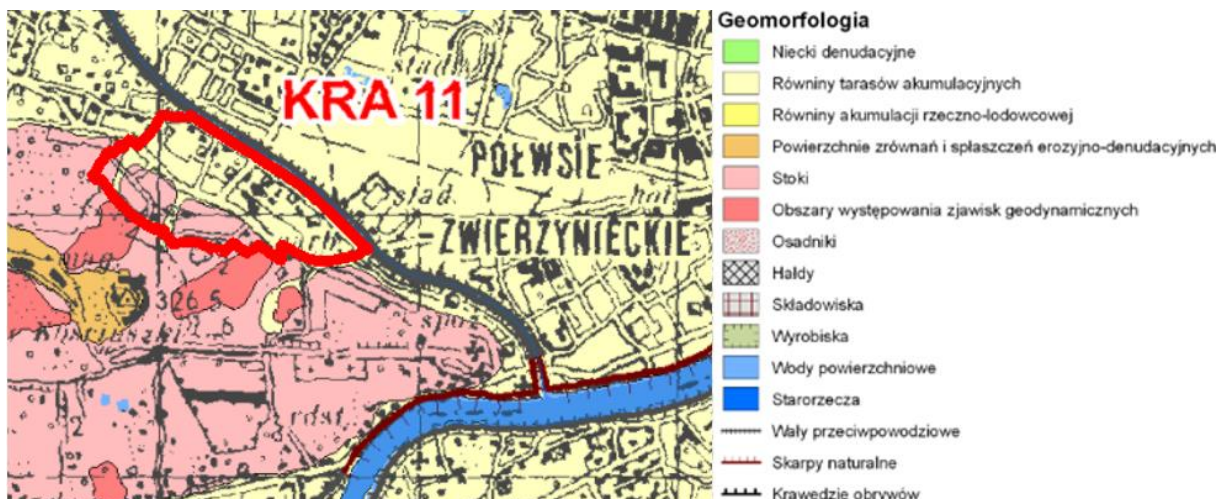 KRA 11
PÓŁWSIE
ZWIERZYNIECKIE
326.5
Geomorfologia
Niecki denudacyjne
Równiny tarasów akumulacyjnych
Równiny akumulacji rzeczno-lodowcowej
Powierzchnie zrównań i spłaszczeń erozyjno-denudacyjnych
Stoki
Obszary występowania zjawisk geodynamicznych
Osadniki
Hałdy
Składowiska
Wyrobiska
Wody powierzchniowe
Starorzecza
Wały przeciwpowodziowe
Skarpy naturalne
Krawędzie obrywów